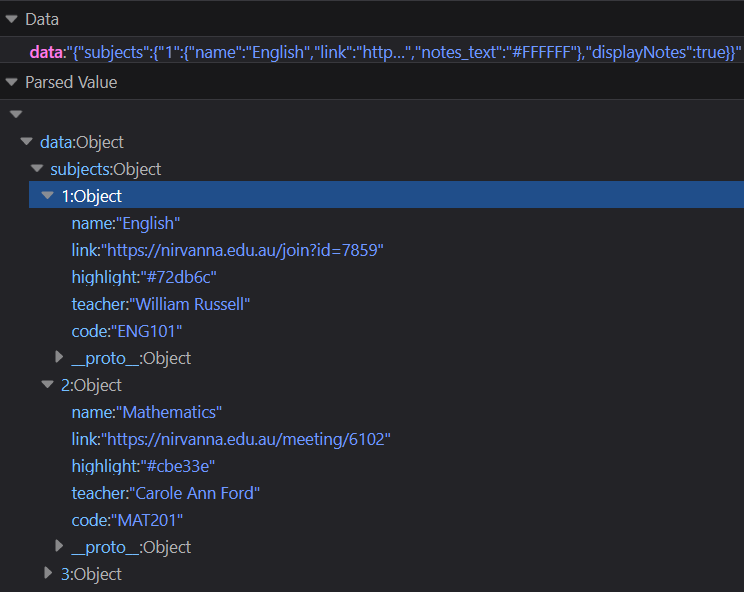 Data
data:"{"subjects":{"1":{"name":"English","link":"http...","notes_text":"#FFFFFF"},"displayNotes":true}}"
Parsed Value
data:Object
subjects:Object
1:Object
name:"English"
link:"https://nirvanna.edu.au/join?id=7859"
highlight:"#72db6c"
teacher:"William Russell"
code:"ENG101"
__proto__:Object
2:Object
name:"Mathematics"
link:"https://nirvanna.edu.au/meeting/6102"
highlight:"#cbe33e"
teacher:"Carole Ann Ford"
code:"MAT201"
__proto__:Object
3:Object